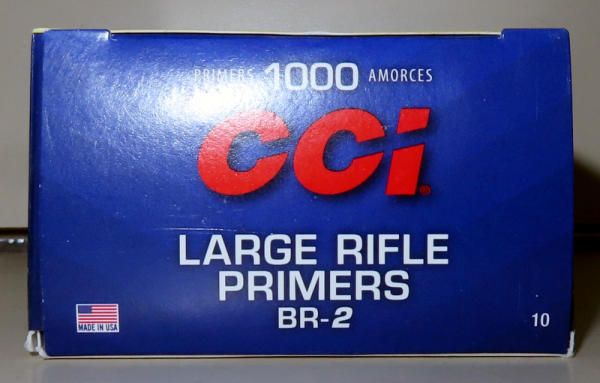 PRIMERS 1000 AMORCES
CCI®
LARGE RIFLE
PRIMERS
BR-2
MADE IN USA
10